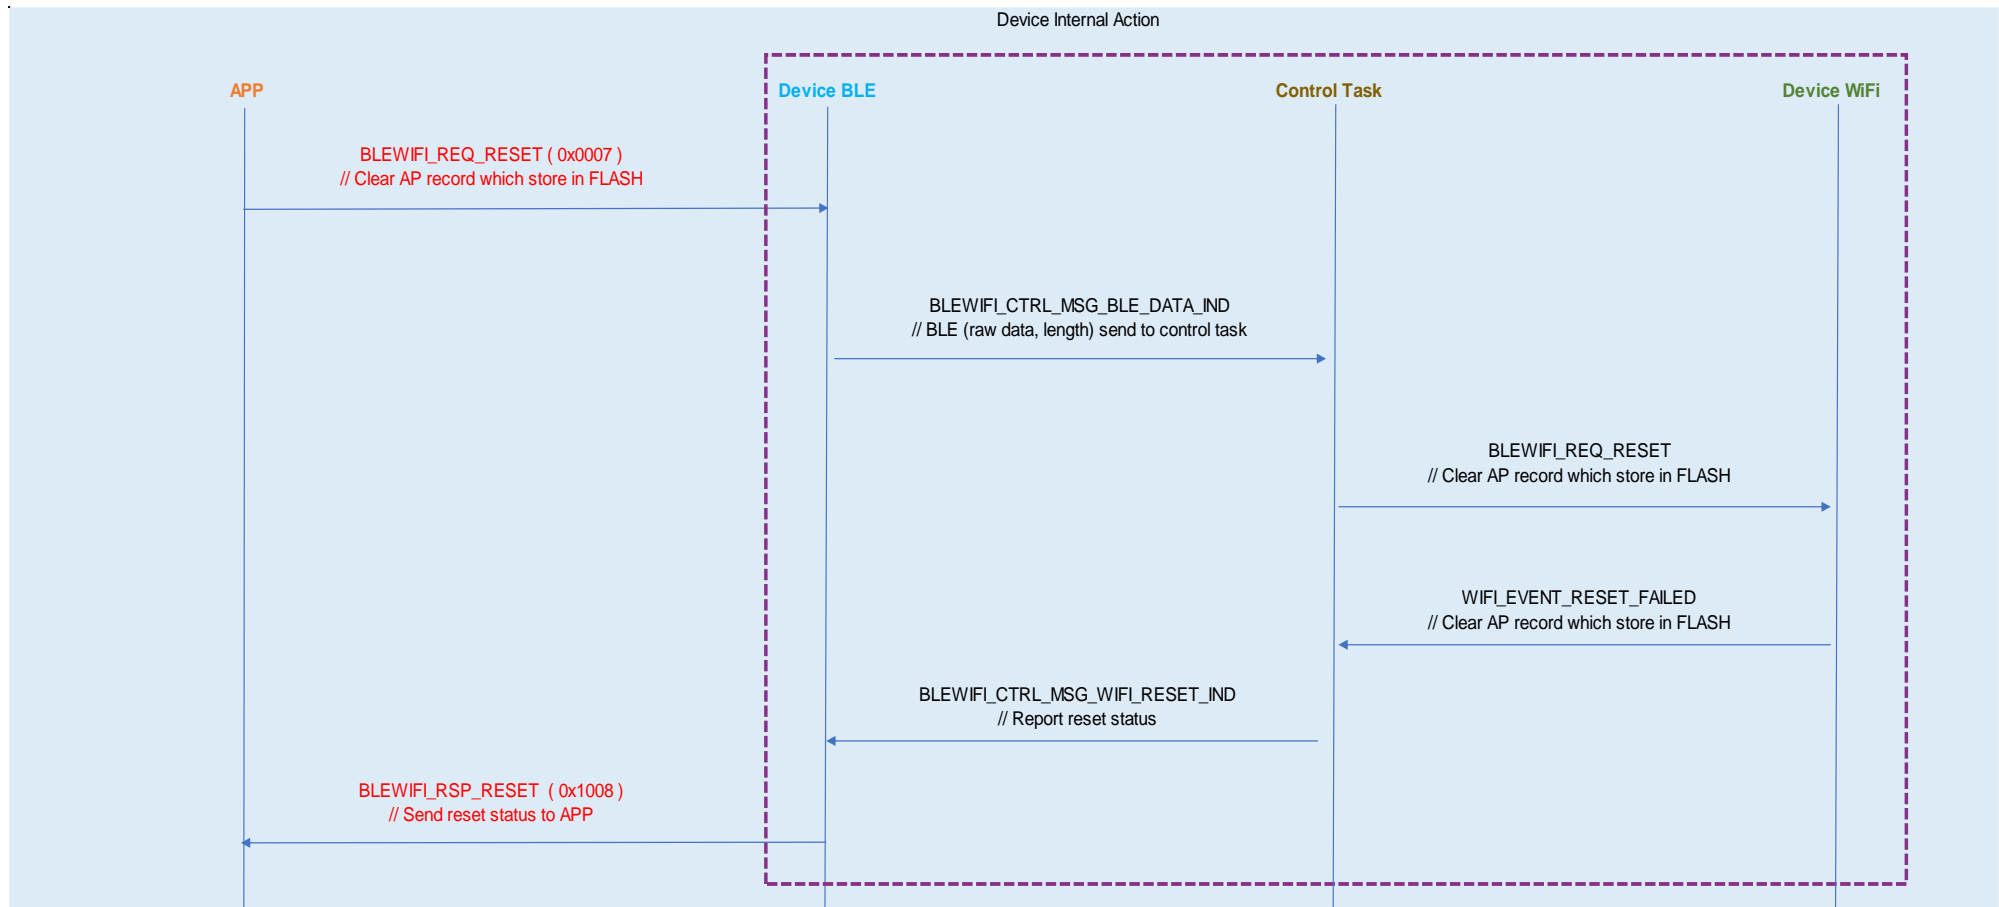 Device Internal Action
APP
Device BLE
Control Task
Device WiFi
BLEWIFI_REQ_RESET ( 0x0007 )
// Clear AP record which store in FLASH
BLEWIFI_CTRL_MSG_BLE_DATA_IND
// BLE (raw data, length) send to control task
BLEWIFI_REQ_RESET
// Clear AP record which store in FLASH
WIFI_EVENT_RESET_FAILED
// Clear AP record which store in FLASH
BLEWIFI_CTRL_MSG_WIFI_RESET_IND
// Report reset status
BLEWIFI_RSP_RESET ( 0x1008 )
// Send reset status to APP